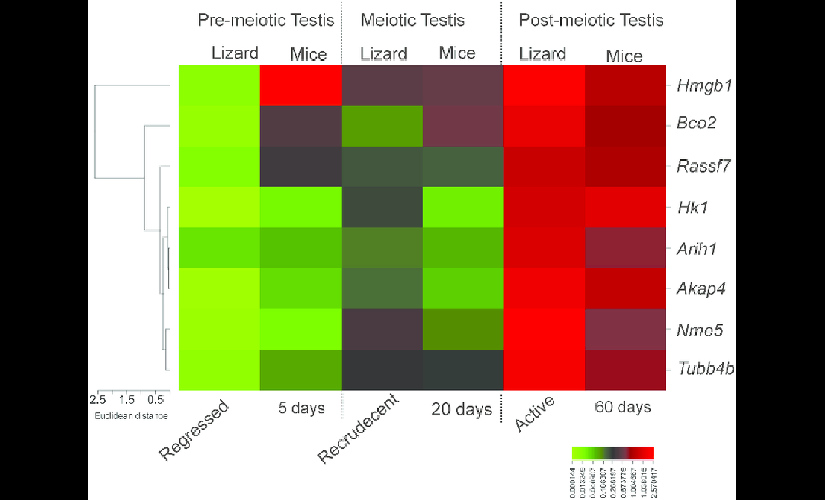 Pre-meiotic Testis Meiotic Testis Post-meiotic Testis
Lizard Mice Lizard Mice Lizard Mice
Hmgb1
Bco2
Rassf7
Hk1
Arih1
Akap4
Nme5
Tubb4b
2.5 1.5 0.5
Euclidean distance
Regressed 5 days Recrudecent 20 days Active 60 days